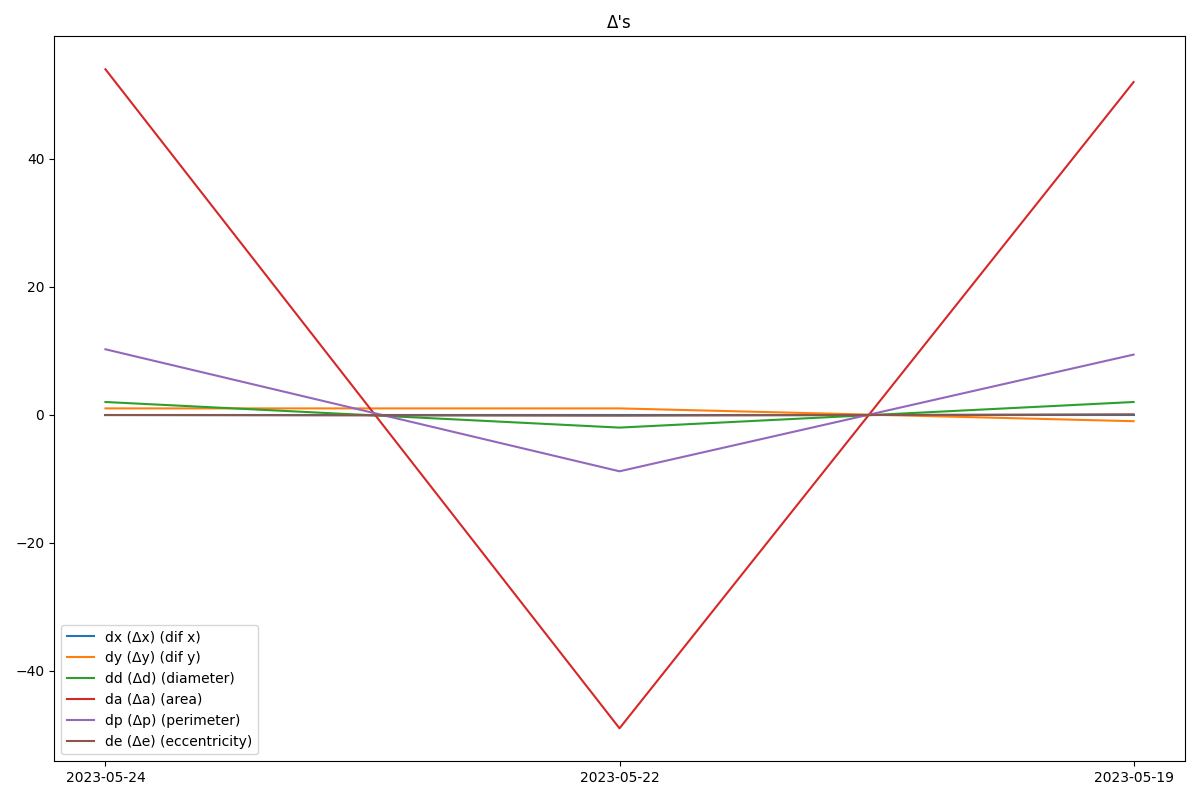 Δ's
40
20
0
−20
−40
dx (Δx) (dif x)
dy (Δy) (dif y)
dd (Δd) (diameter)
da (Δa) (area)
dp (Δp) (perimeter)
de (Δe) (eccentricity)
2023-05-24 2023-05-22 2023-05-19